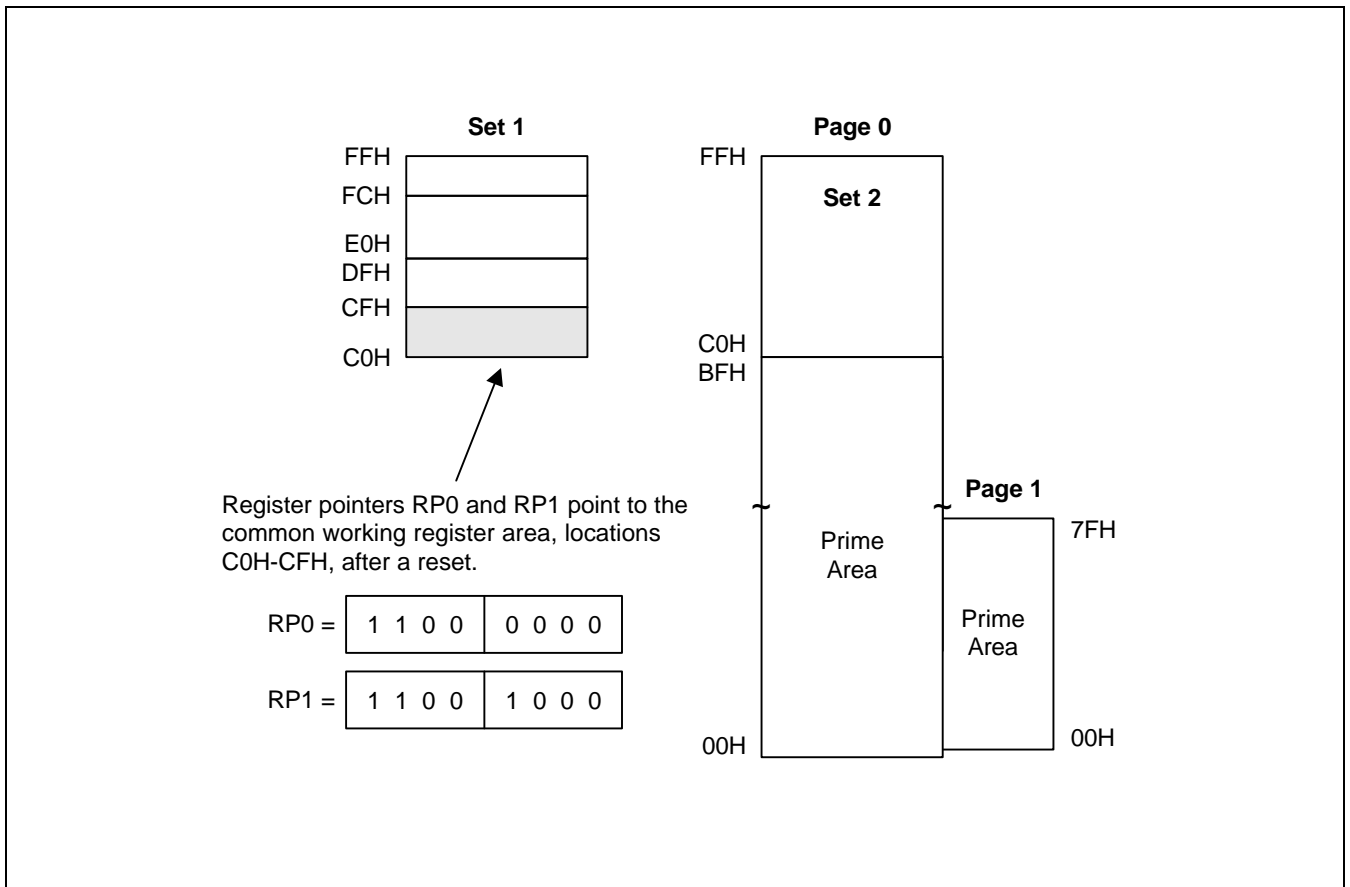 Set 1
FFH
FCH
E0H
DFH
CFH
C0H
Register pointers RP0 and RP1 point to the
common working register area, locations
C0H-CFH, after a reset.
RP0 = 1 1 0 0 0 0 0 0
RP1 = 1 1 0 0 1 0 0 0
Page 0
FFH
Set 2
C0H
BFH
~ ~
Prime
Area
00H
Page 1
7FH
Prime
Area
00H